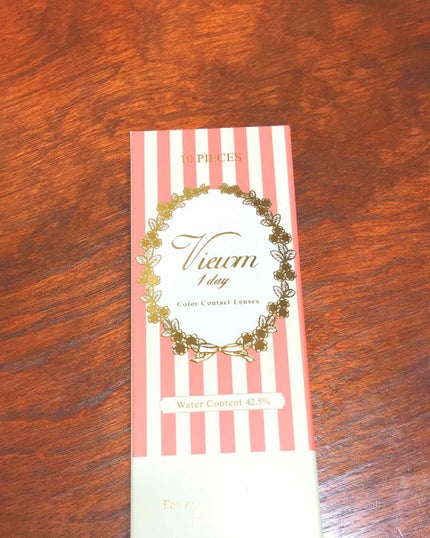 10 PIECES
Viewm
1 day
Color Contact Lenses
Water Content 42.5%